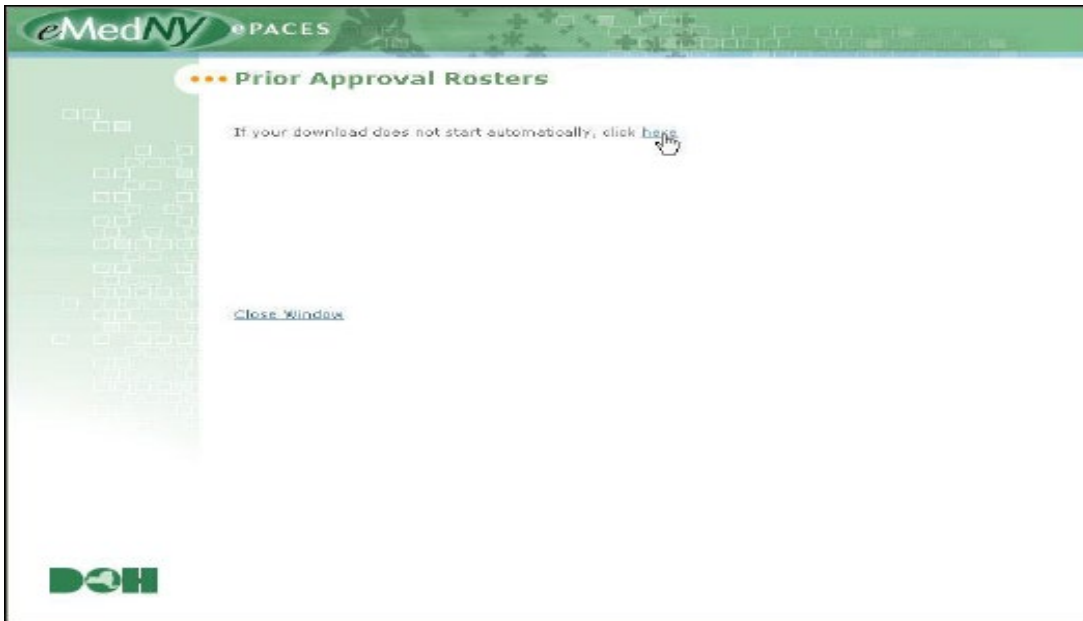 eMedNY ePACES
Prior Approval Rosters
If your download does not start automatically, click here
Close Window
DOH